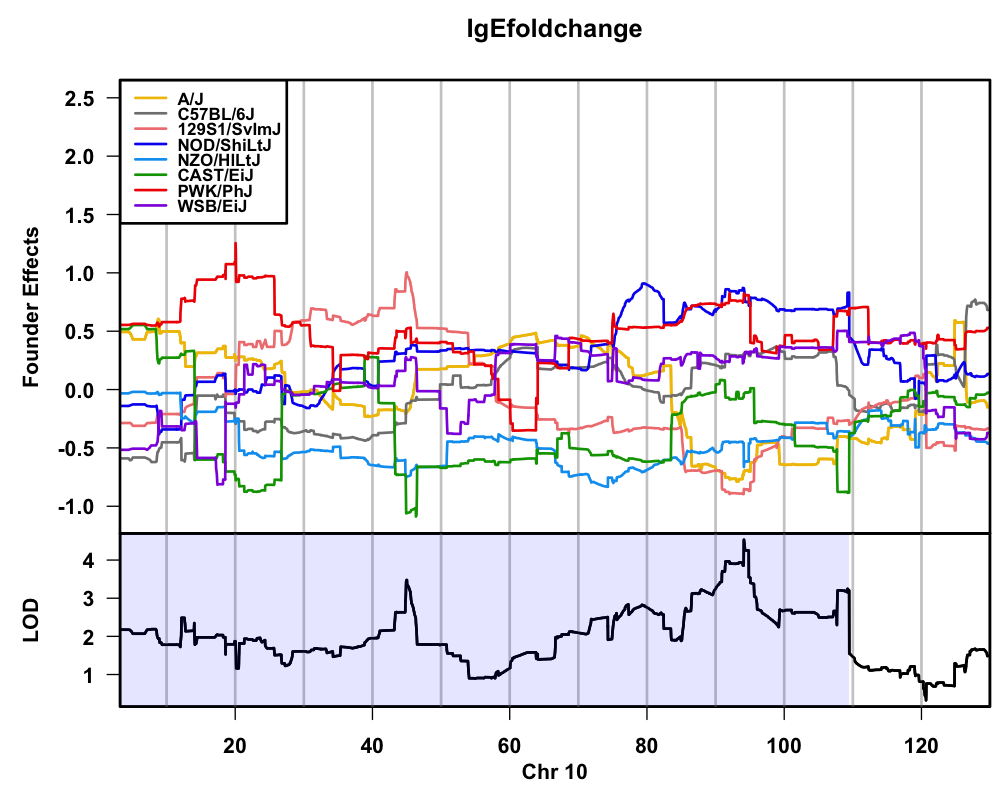 IgEfoldchange
2.5
2.0
1.5
1.0
0.5
0.0
-0.5
-1.0
Founder Effects
A/J
C57BL/6J
129S1/SvImJ
NOD/ShiLtJ
NZO/HlLtJ
CAST/EiJ
PWK/PhJ
WSB/EiJ
4
3
2
1
LOD
20 40 60 80 100 120
Chr 10